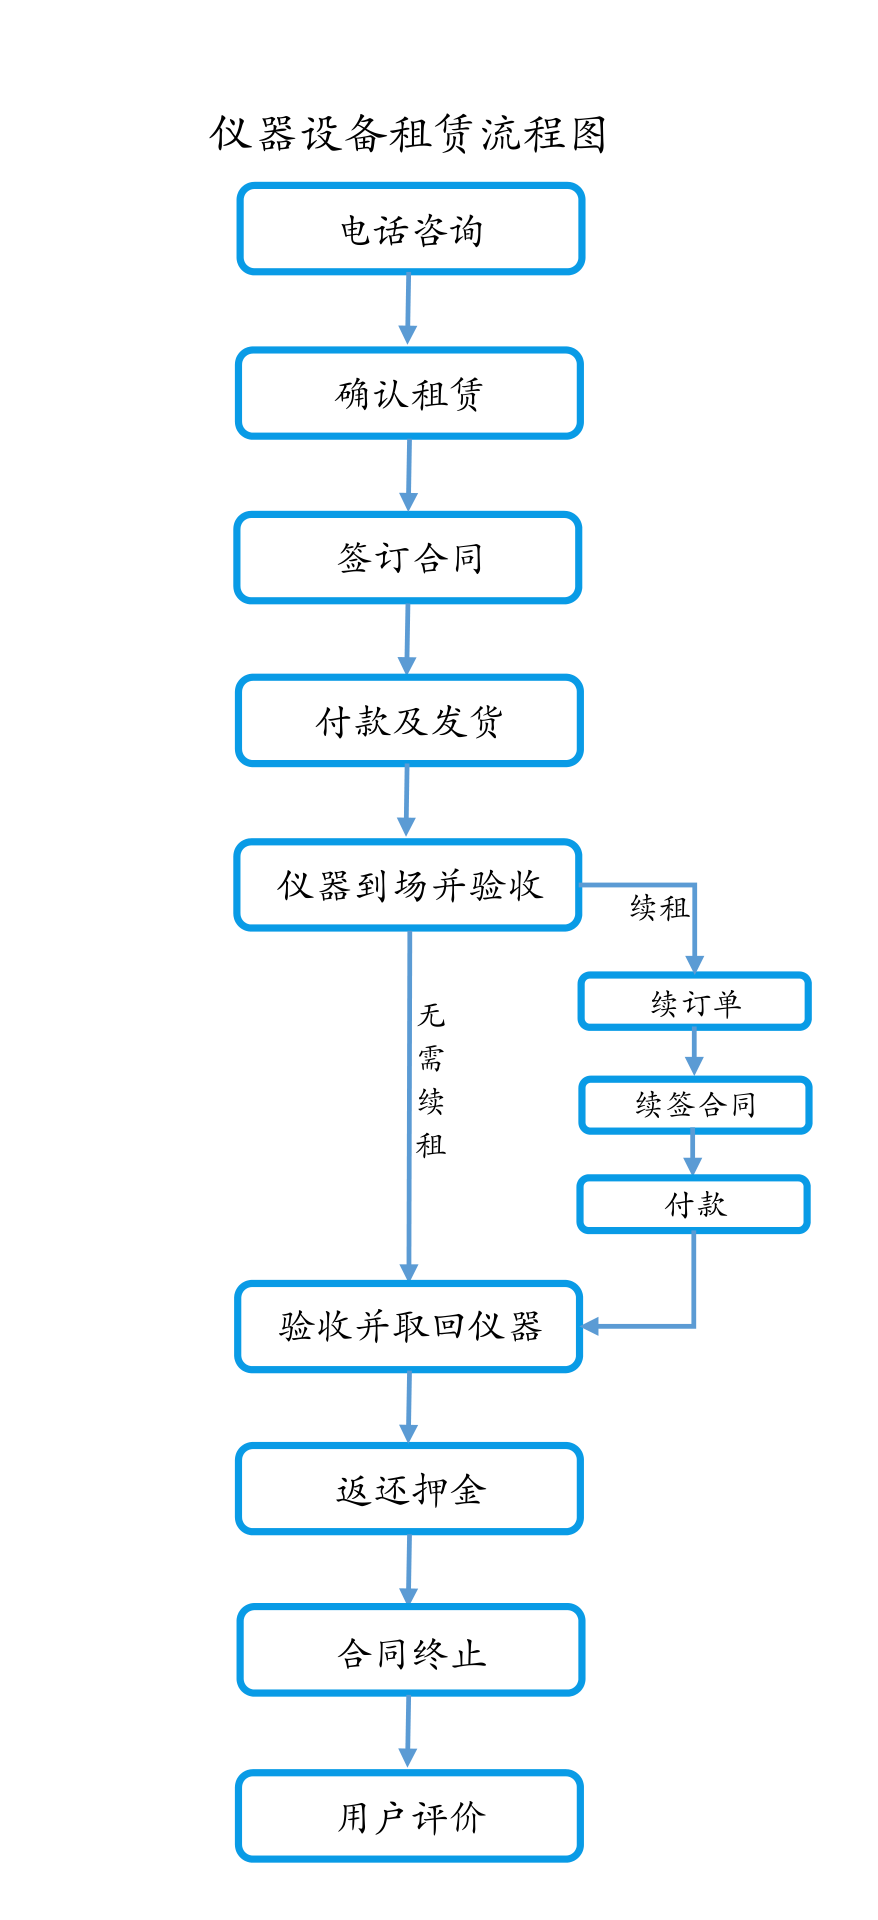 仪器设备租赁流程图
电话咨询
确认租赁
签订合同
付款及发货
仪器到场并验收
续租
续订单
无需续租
续签合同
付款
验收并取回仪器
返还押金
合同终止
用户评价